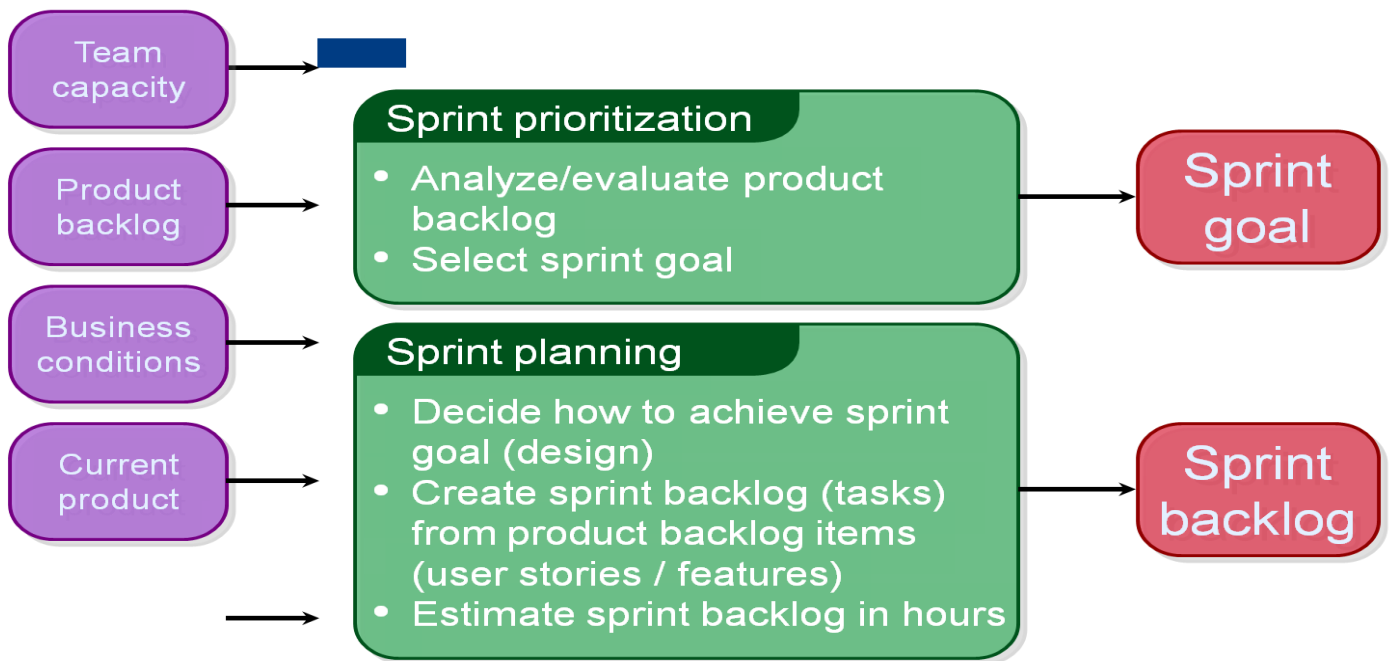 Team
capacity
Product
backlog
Business
conditions
Current
product
Sprint prioritization
• Analyze/evaluate product
backlog
• Select sprint goal
Sprint planning
• Decide how to achieve sprint
goal (design)
• Create sprint backlog (tasks)
from product backlog items
(user stories / features)
• Estimate sprint backlog in hours
Sprint
goal
Sprint
backlog